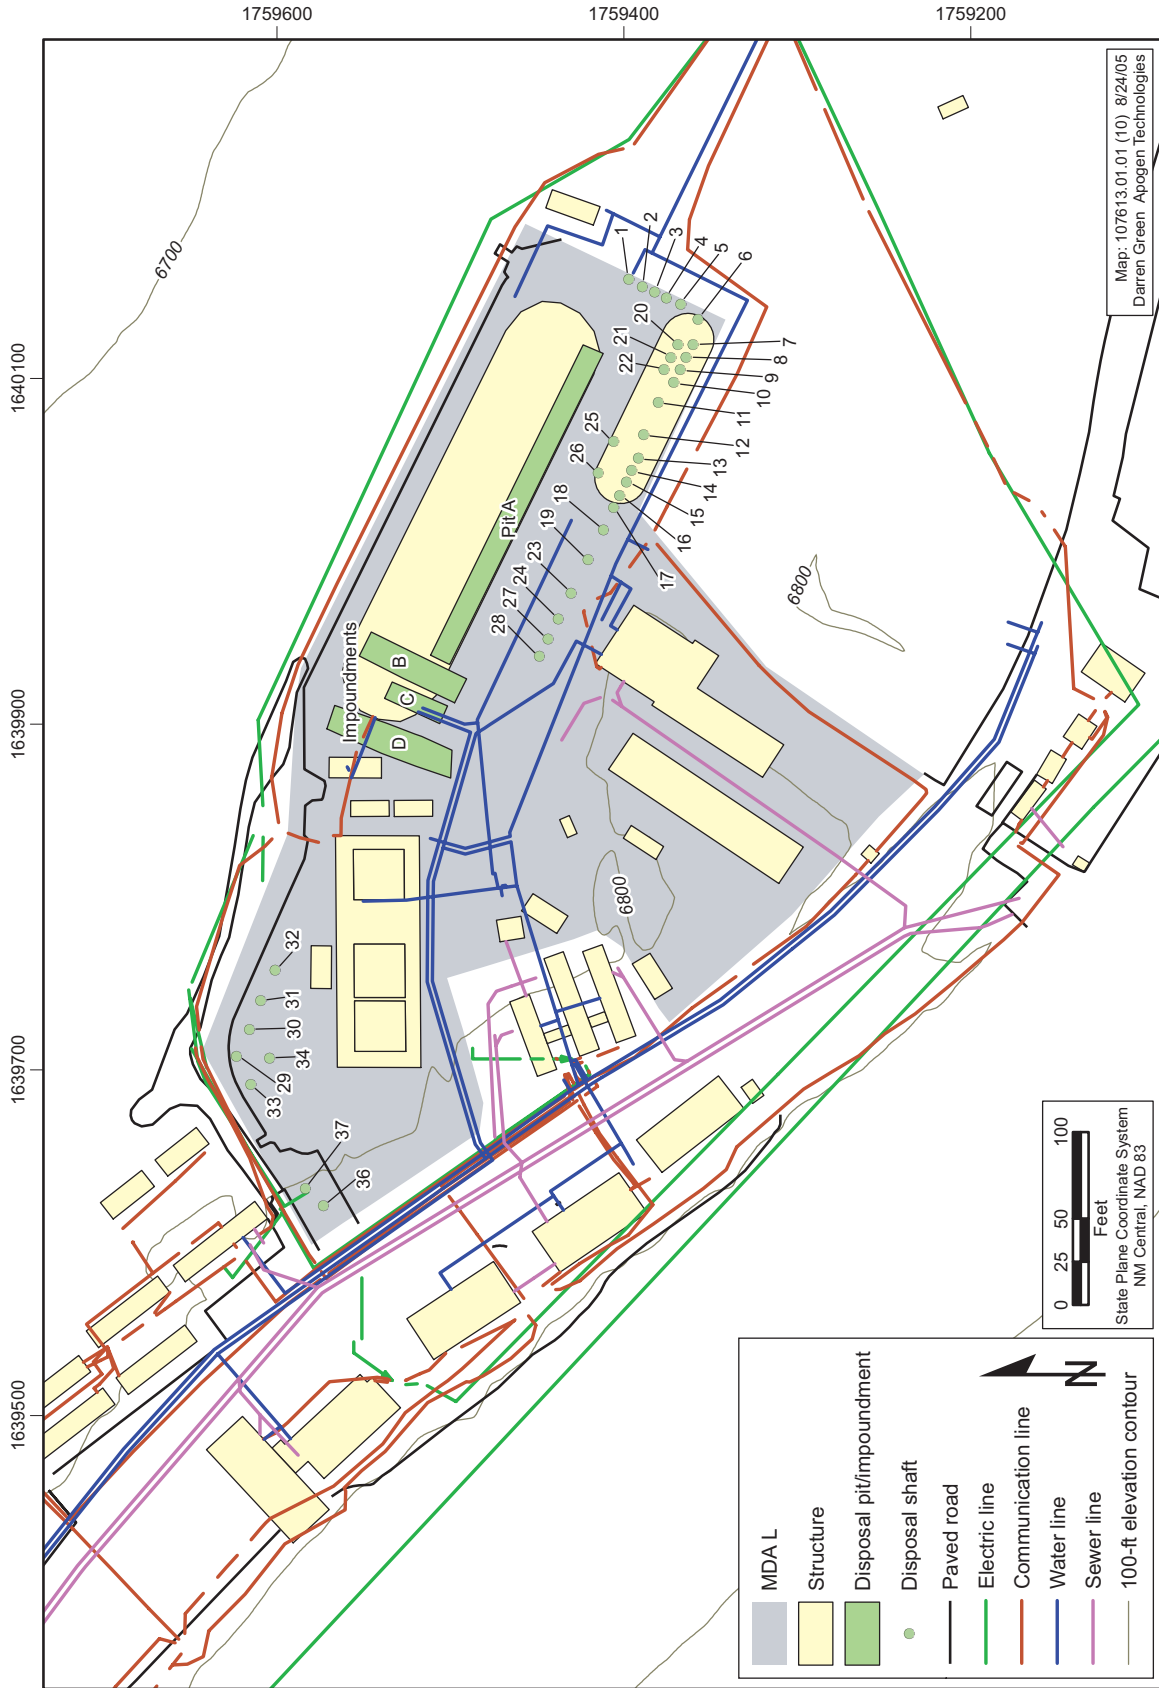 1759600
1759400
1759200
1640100
1639900
1639700
1639500
6700
1
2
3
4
5
6
20
21
22
7
8
9
10
11
12
25
26
13
14
15
16
17
18
19
23
24
27
28
Pit A
Impoundments
B
C
D
6800
6800
32
31
30
34
29
33
37
36
Map: 107613.01.01 (10) 8/24/05
Darren Green Apogen Technologies
MDA L
Structure
Disposal pit/impoundment
Disposal shaft
Paved road
Electric line
Communication line
Water line
Sewer line
100-ft elevation contour
N
0 25 50 100
Feet
State Plane Coordinate System
NM Central, NAD 83